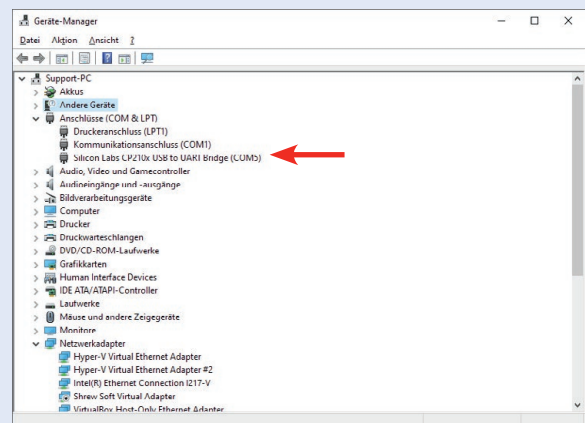 Geräte-Manager
Datei Aktion Ansicht ?
Support-PC
Akkus
Andere Geräte
Anschlüsse (COM & LPT)
Druckeranschluss (LPT1)
Kommunikationsanschluss (COM1)
Silicon Labs CP210x USB to UART Bridge (COM5)
Audio, Video und Gamecontroller
Audioeingänge und -ausgänge
Bildverarbeitungsgeräte
Computer
Drucker
Druckwarteschlangen
DVD/CD-ROM-Laufwerke
Grafikkarten
Human Interface Devices
IDE ATA/ATAPI-Controller
Laufwerke
Mäuse und andere Zeigegeräte
Monitore
Netzwerkadapter
Hyper-V Virtual Ethernet Adapter
Hyper-V Virtual Ethernet Adapter #2
Intel(R) Ethernet Connection I217-V
Shrew Soft Virtual Adapter
VirtualBox Host-Only Ethernet Adapter